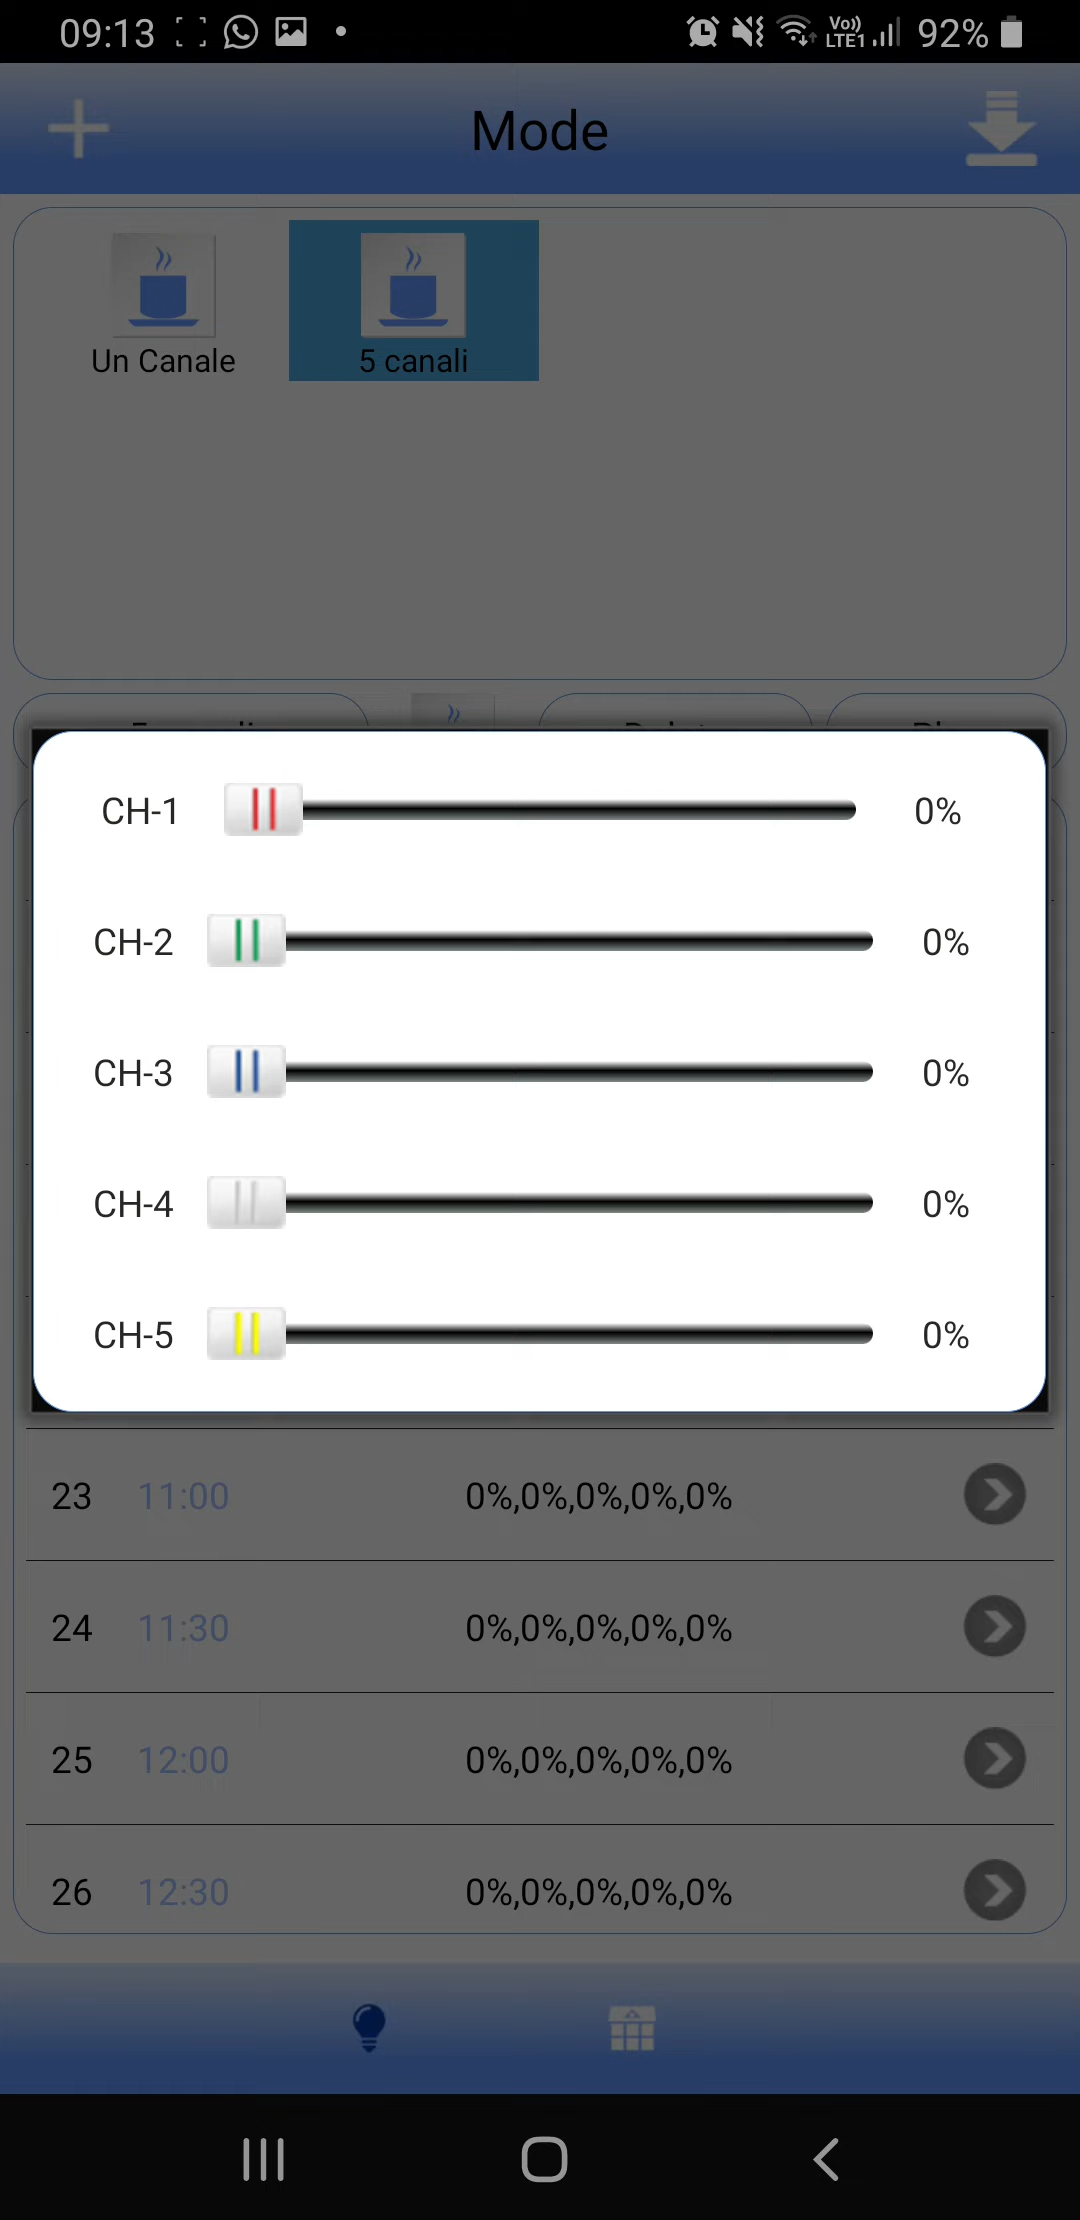 09:13 Vo)) LTE1 92%
Mode
Un Canale 5 canali
CH-1 0%
CH-2 0%
CH-3 0%
CH-4 0%
CH-5 0%
23 11:00 0%,0%,0%,0%,0%
24 11:30 0%,0%,0%,0%,0%
25 12:00 0%,0%,0%,0%,0%
26 12:30 0%,0%,0%,0%,0%